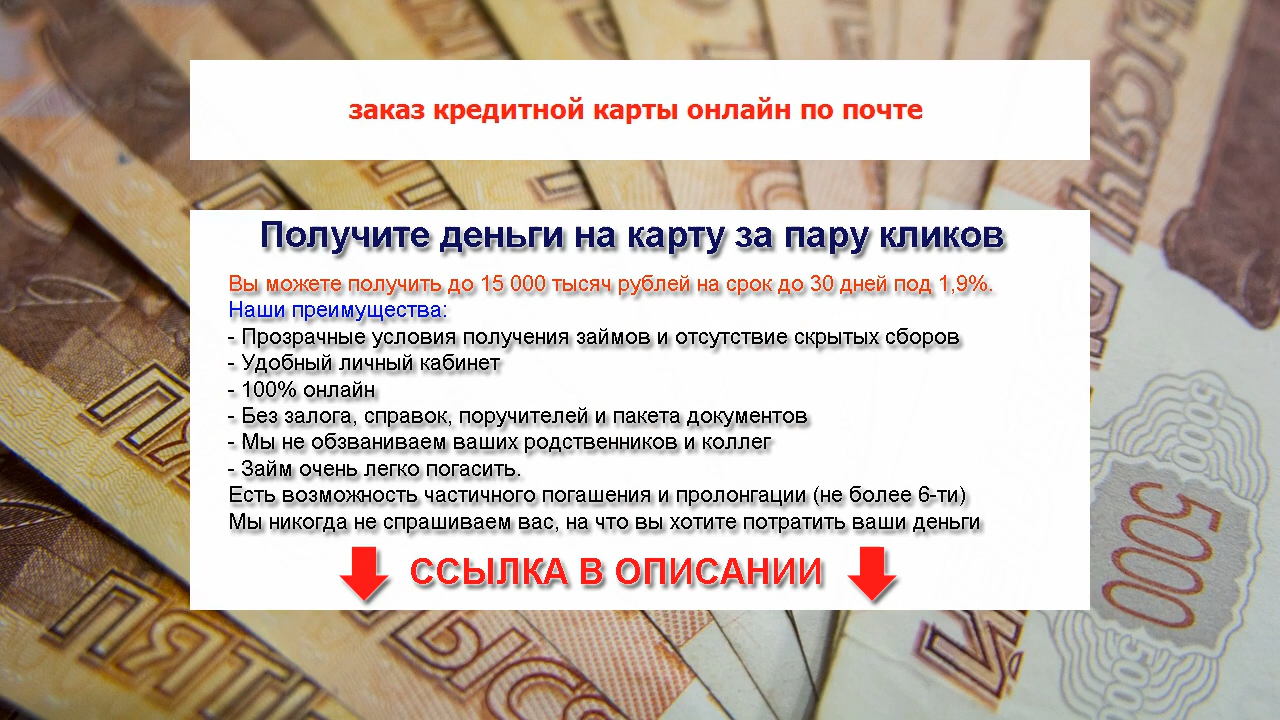 заказ кредитной карты онлайн по почте
Получите деньги на карту за пару кликов
Вы можете получить до 15 000 тысяч рублей на срок до 30 дней под 1,9%.
Наши преимущества:
- Прозрачные условия получения займов и отсутствие скрытых сборов
- Удобный личный кабинет
- 100% онлайн
- Без залога, справок, поручителей и пакета документов
- Мы не обзваниваем ваших родственников и коллег
- Займ очень легко погасить.
Есть возможность частичного погашения и пролонгации (не более 6-ти)
Мы никогда не спрашиваем вас, на что вы хотите потратить ваши деньги
ССЫЛКА В ОПИСАНИИ
5000
5000
5000